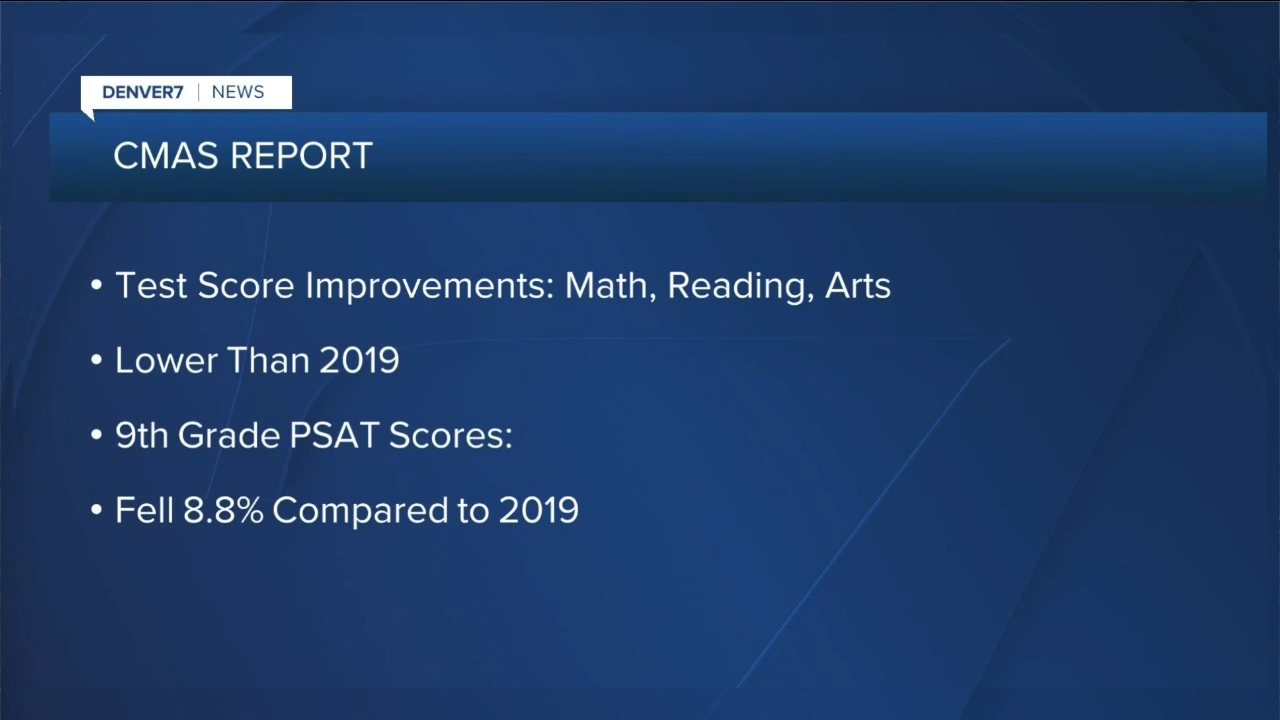 DENVER7 | NEWS
CMAS REPORT
• Test Score Improvements: Math, Reading, Arts
• Lower Than 2019
• 9th Grade PSAT Scores:
• Fell 8.8% Compared to 2019